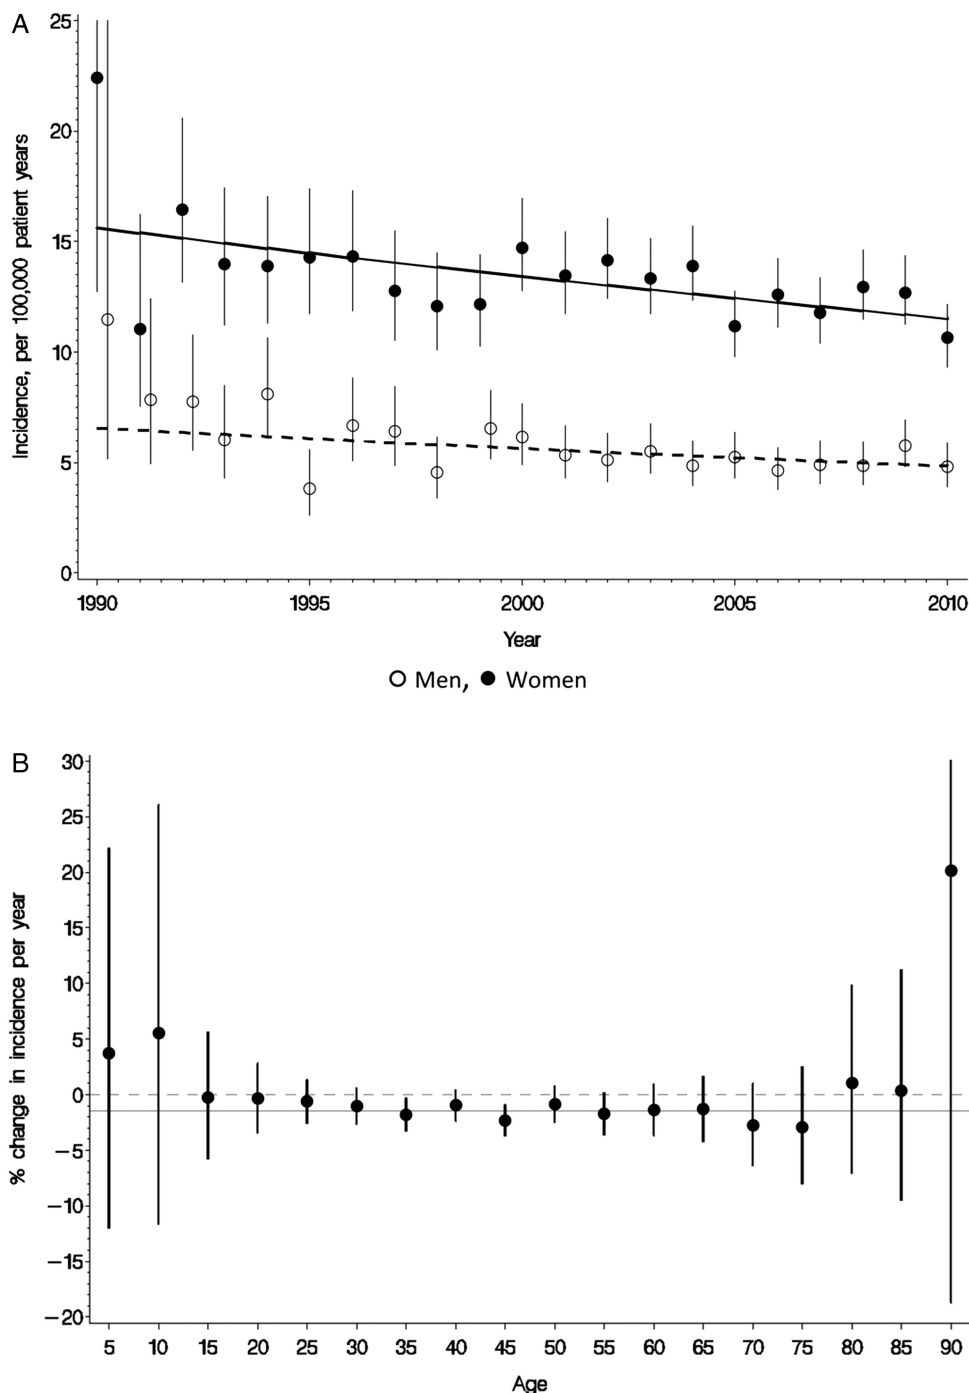 A
Incidence, per 100,000 patient years
25
20
15
10
5
0
1990 1995 2000 2005 2010
Year
Men, Women
B
% change in incidence per year
30
25
20
15
10
5
0
−5
−10
−15
−20
5 10 15 20 25 30 35 40 45 50 55 60 65 70 75 80 85 90
Age